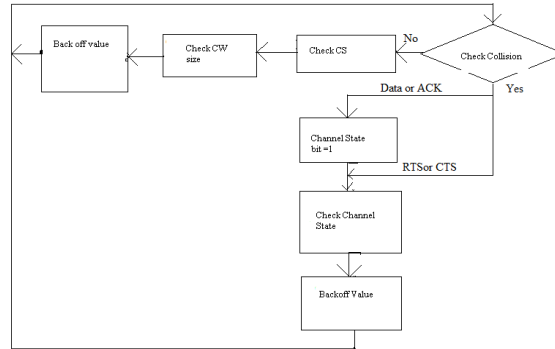 Back off value
Check CW
size
Check CS
No
Check Collision
Yes
Data or ACK
Channel State
bit =1
RTSor CTS
Check Channel
State
Backoff Value